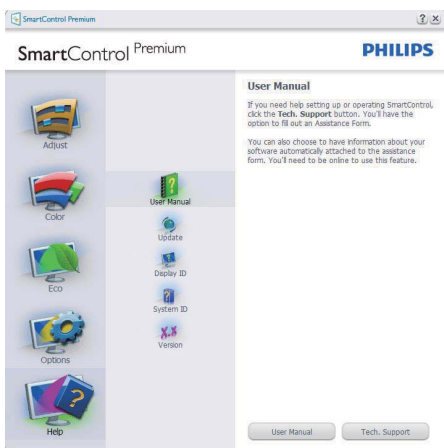 SmartControl Premium
? ×
SmartControl Premium
PHILIPS
Adjust
Color
Eco
Options
Help
User Manual
Update
Display ID
System ID
X.X
Version
User Manual
If you need help setting up or operating SmartControl,
click the Tech. Support button. You'll have the
option to fill out an Assistance Form.
You can also choose to have information about your
software automatically attached to the assistance
form. You'll need to be online to use this feature.
User Manual
Tech. Support